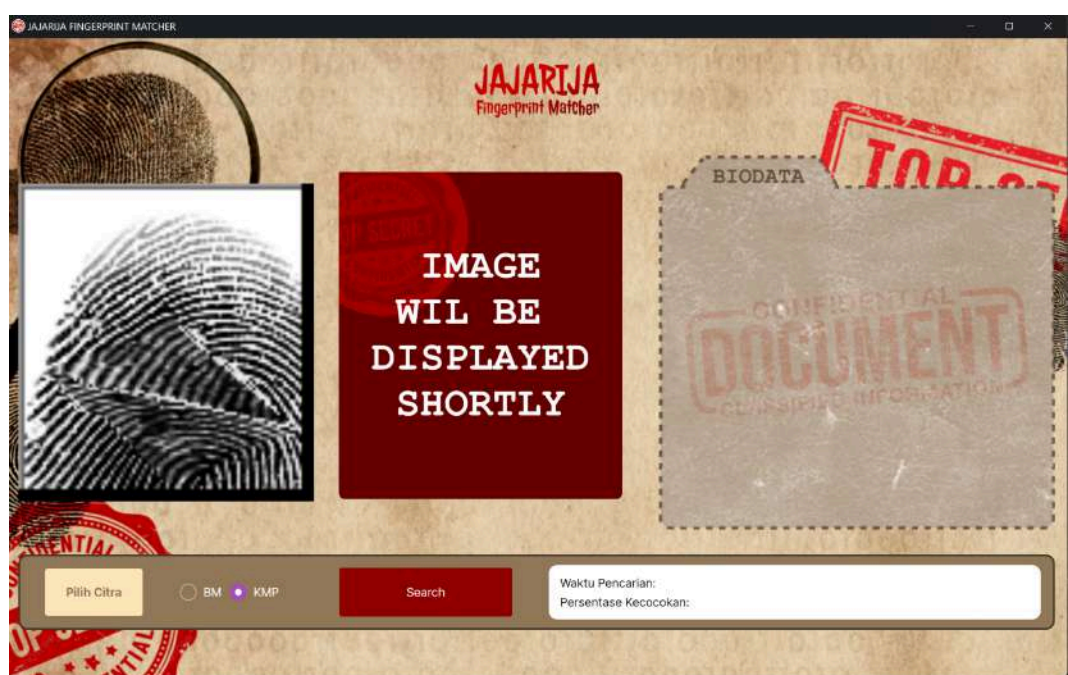 JAJARIJA FINGERPRINT MATCHER
JAJARIJA
Fingerprint Matcher
TOP
BIODATA
IMAGE
WIL BE
DISPLAYED
SHORTLY
CONFIDENTIAL
DOCUMENT
CLASSIFIED INFORMATION
Pilih Citra
BM
KMP
Search
Waktu Pencarian:
Persentase Kecocokan: